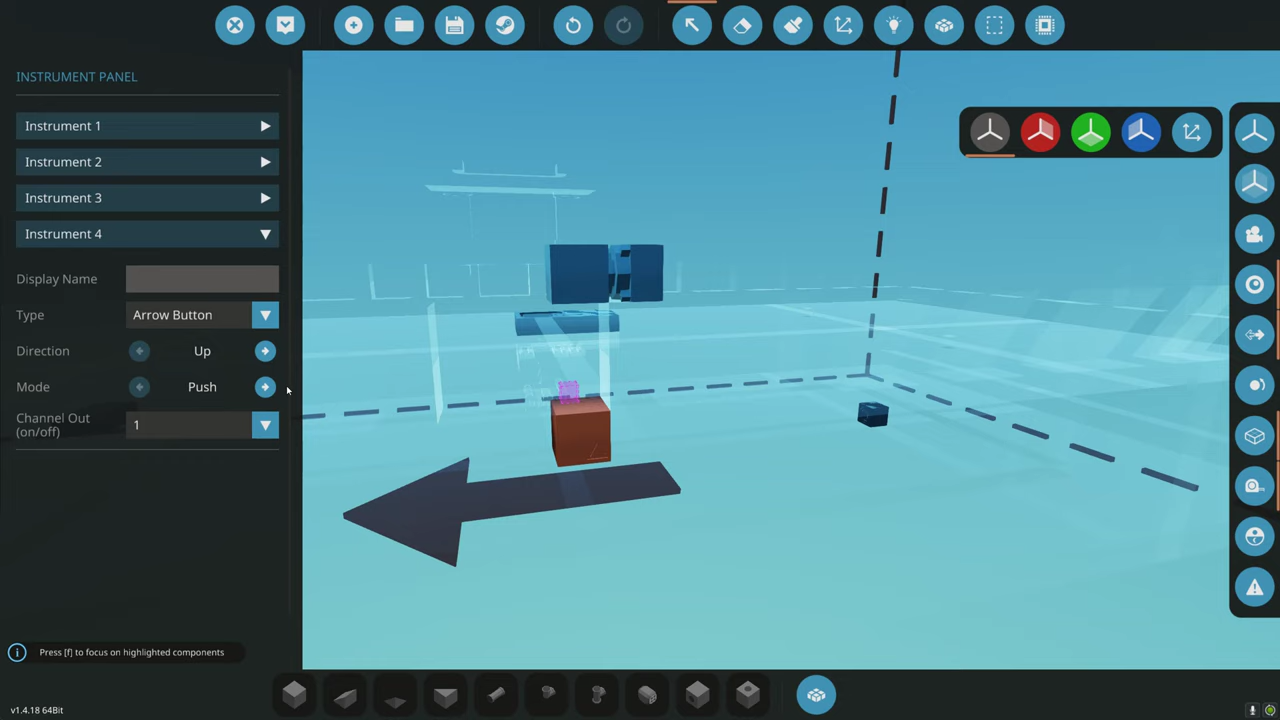 INSTRUMENT PANEL
Instrument 1
Instrument 2
Instrument 3
Instrument 4
Display Name
Type Arrow Button
Direction Up
Mode Push
Channel Out
(on/off) 1
Press [f] to focus on highlighted components
v1.4.18 64Bit